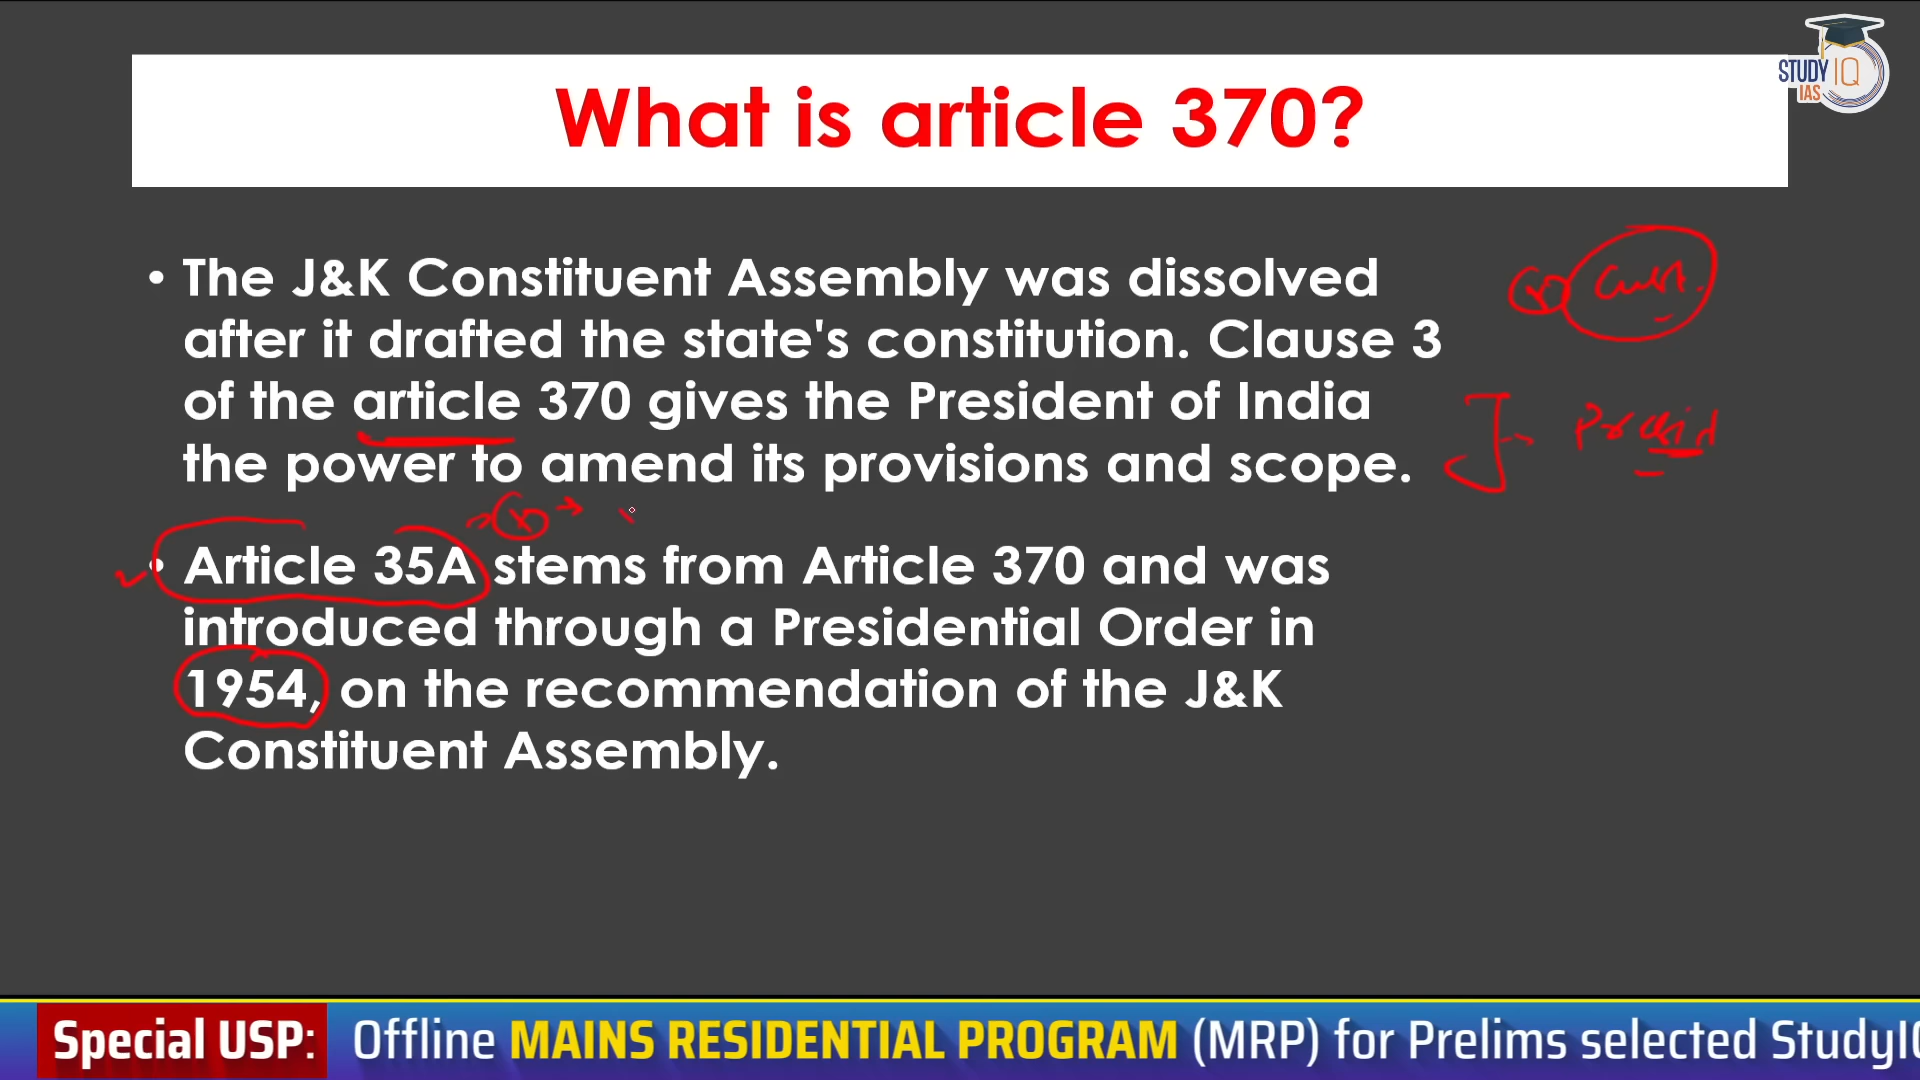 STUDY IQ
IAS
What is article 370?
• The J&K Constituent Assembly was dissolved
after it drafted the state's constitution. Clause 3
of the article 370 gives the President of India
the power to amend its provisions and scope.
• Article 35A stems from Article 370 and was
introduced through a Presidential Order in
1954, on the recommendation of the J&K
Constituent Assembly.
Special USP: Offline MAINS RESIDENTIAL PROGRAM (MRP) for Prelims selected StudyIQ